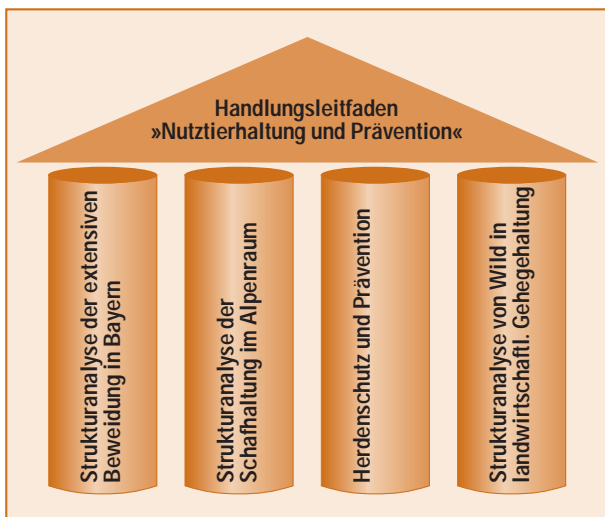 Handlungsleitfaden
»Nutztierhaltung und Prävention«
Strukturanalyse der extensiven
Beweidung in Bayern
Strukturanalyse der
Schafhaltung im Alpenraum
Herdenschutz und Prävention
Strukturanalyse von Wild in
landwirtschaftl. Gehegehaltung